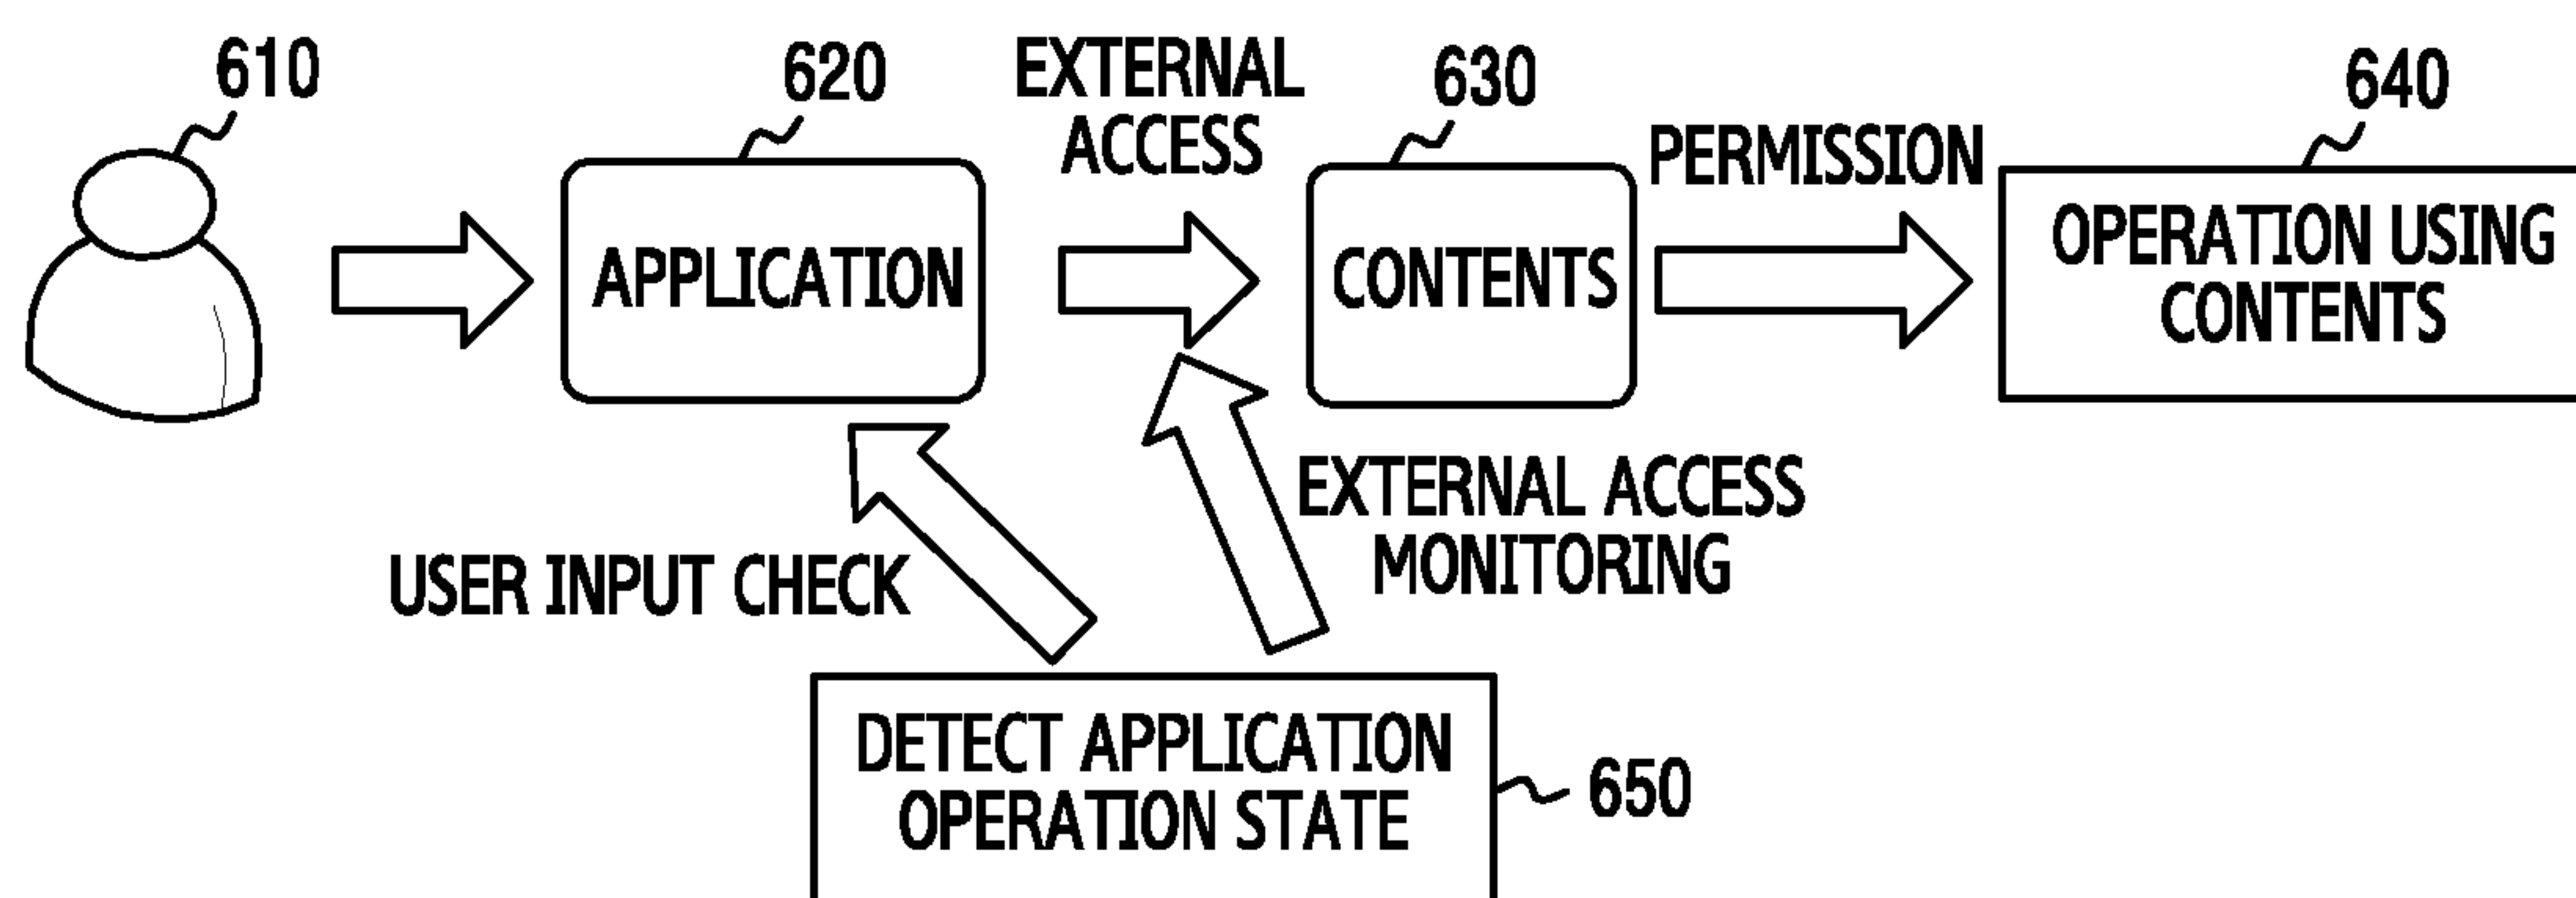 610
620
EXTERNAL
ACCESS
630
PERMISSION
640
APPLICATION
CONTENTS
OPERATION USING
CONTENTS
USER INPUT CHECK
EXTERNAL ACCESS
MONITORING
DETECT APPLICATION
OPERATION STATE
650